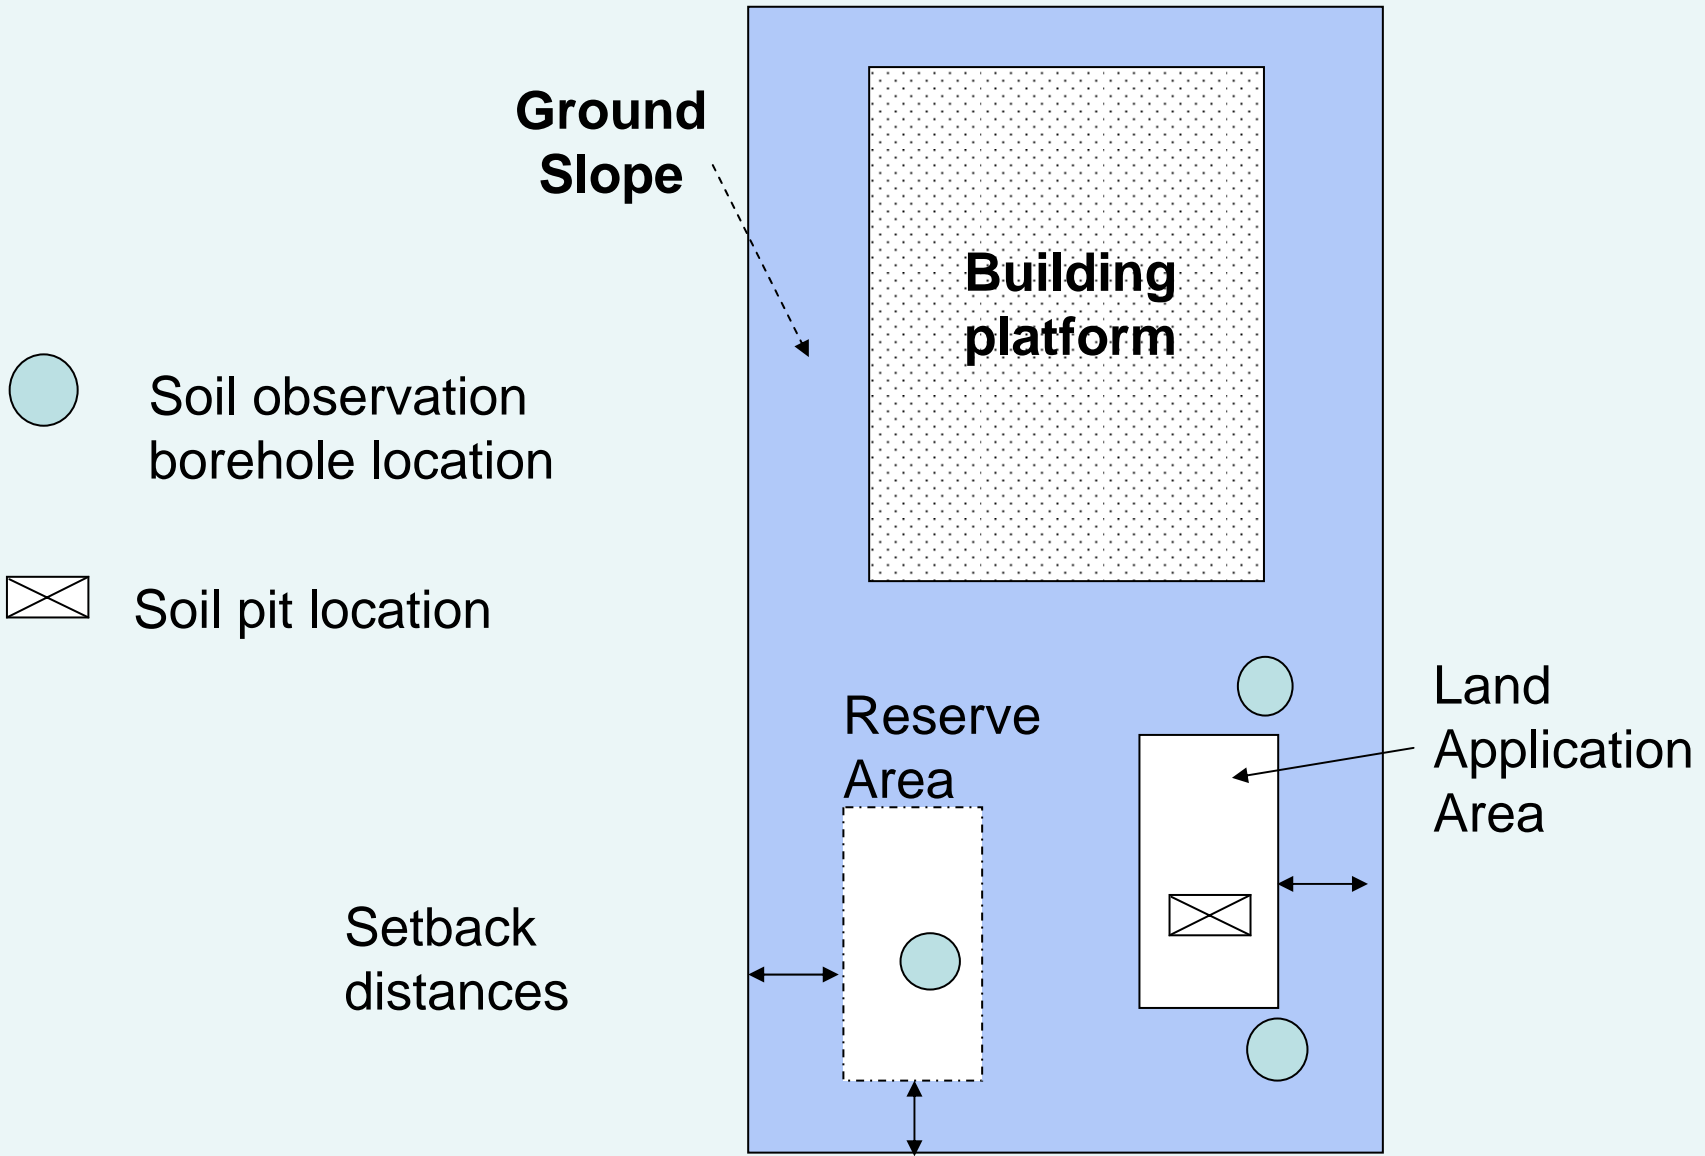 Ground
Slope
Building
platform
Soil observation
borehole location
Soil pit location
Reserve
Area
Land
Application
Area
Setback
distances